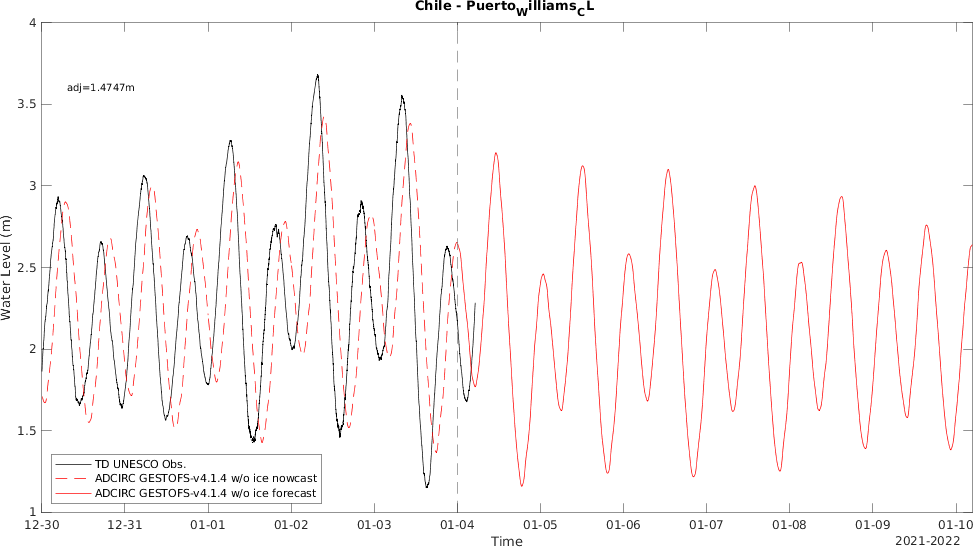 Chile - PuertoWilliamsCL
adj=1.4747m
Water Level (m)
4
3.5
3
2.5
2
1.5
1
TD UNESCO Obs.
ADCIRC GESTOFS-v4.1.4 w/o ice nowcast
ADCIRC GESTOFS-v4.1.4 w/o ice forecast
12-30 12-31 01-01 01-02 01-03 01-04 01-05 01-06 01-07 01-08 01-09 01-10
Time
2021-2022